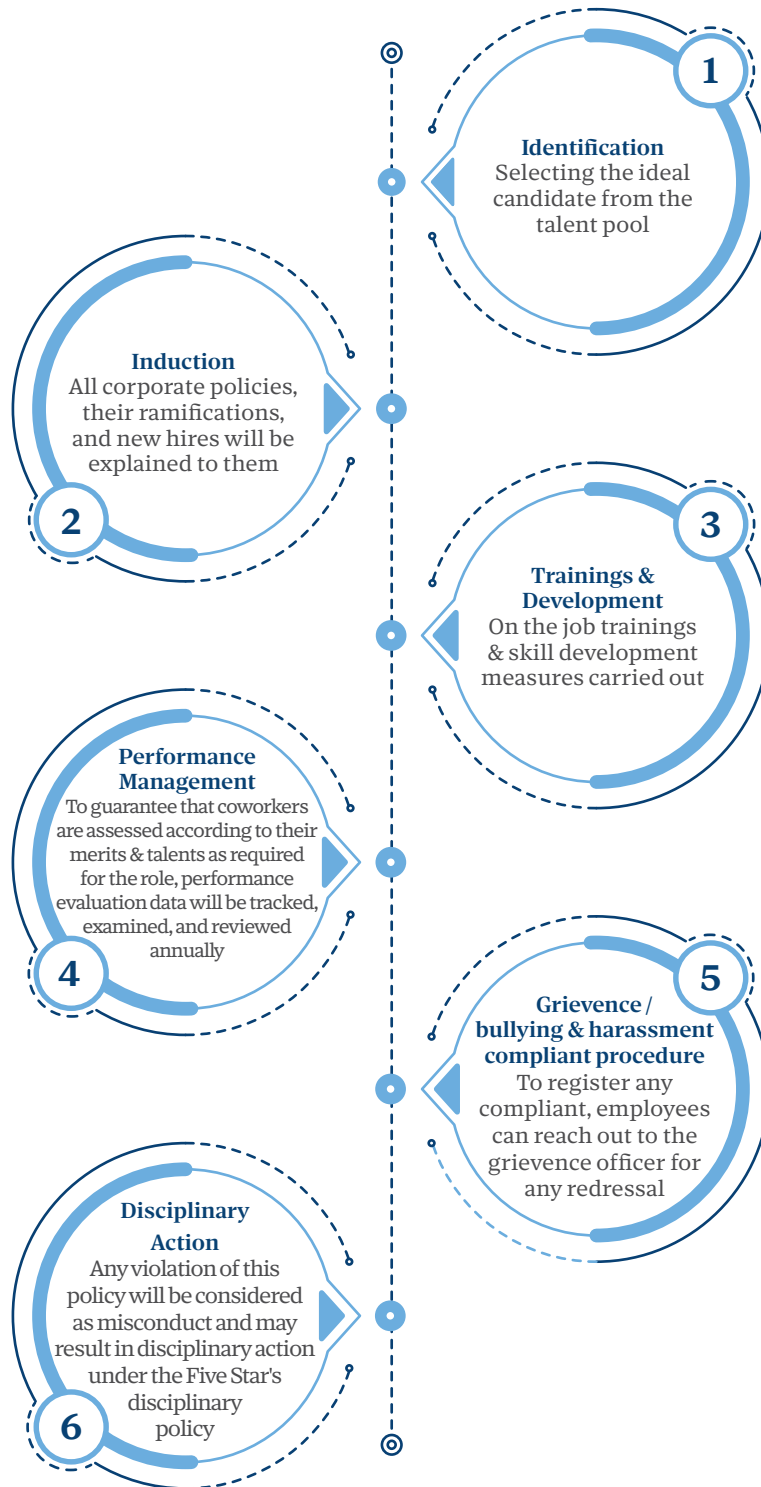 1
Identification
Selecting the ideal
candidate from the
talent pool
Induction
All corporate policies,
their ramifications,
and new hires will be
explained to them
2
3
Trainings &
Development
On the job trainings
& skill development
measures carried out
Performance
Management
To guarantee that coworkers
are assessed according to their
merits & talents as required
for the role, performance
evaluation data will be tracked,
examined, and reviewed
annually
4
5
Grievence /
bullying & harassment
compliant procedure
To register any
compliant, employees
can reach out to the
grievence officer for
any redressal
Disciplinary
Action
Any violation of this
policy will be considered
as misconduct and may
result in disciplinary action
under the Five Star's
disciplinary
policy
6